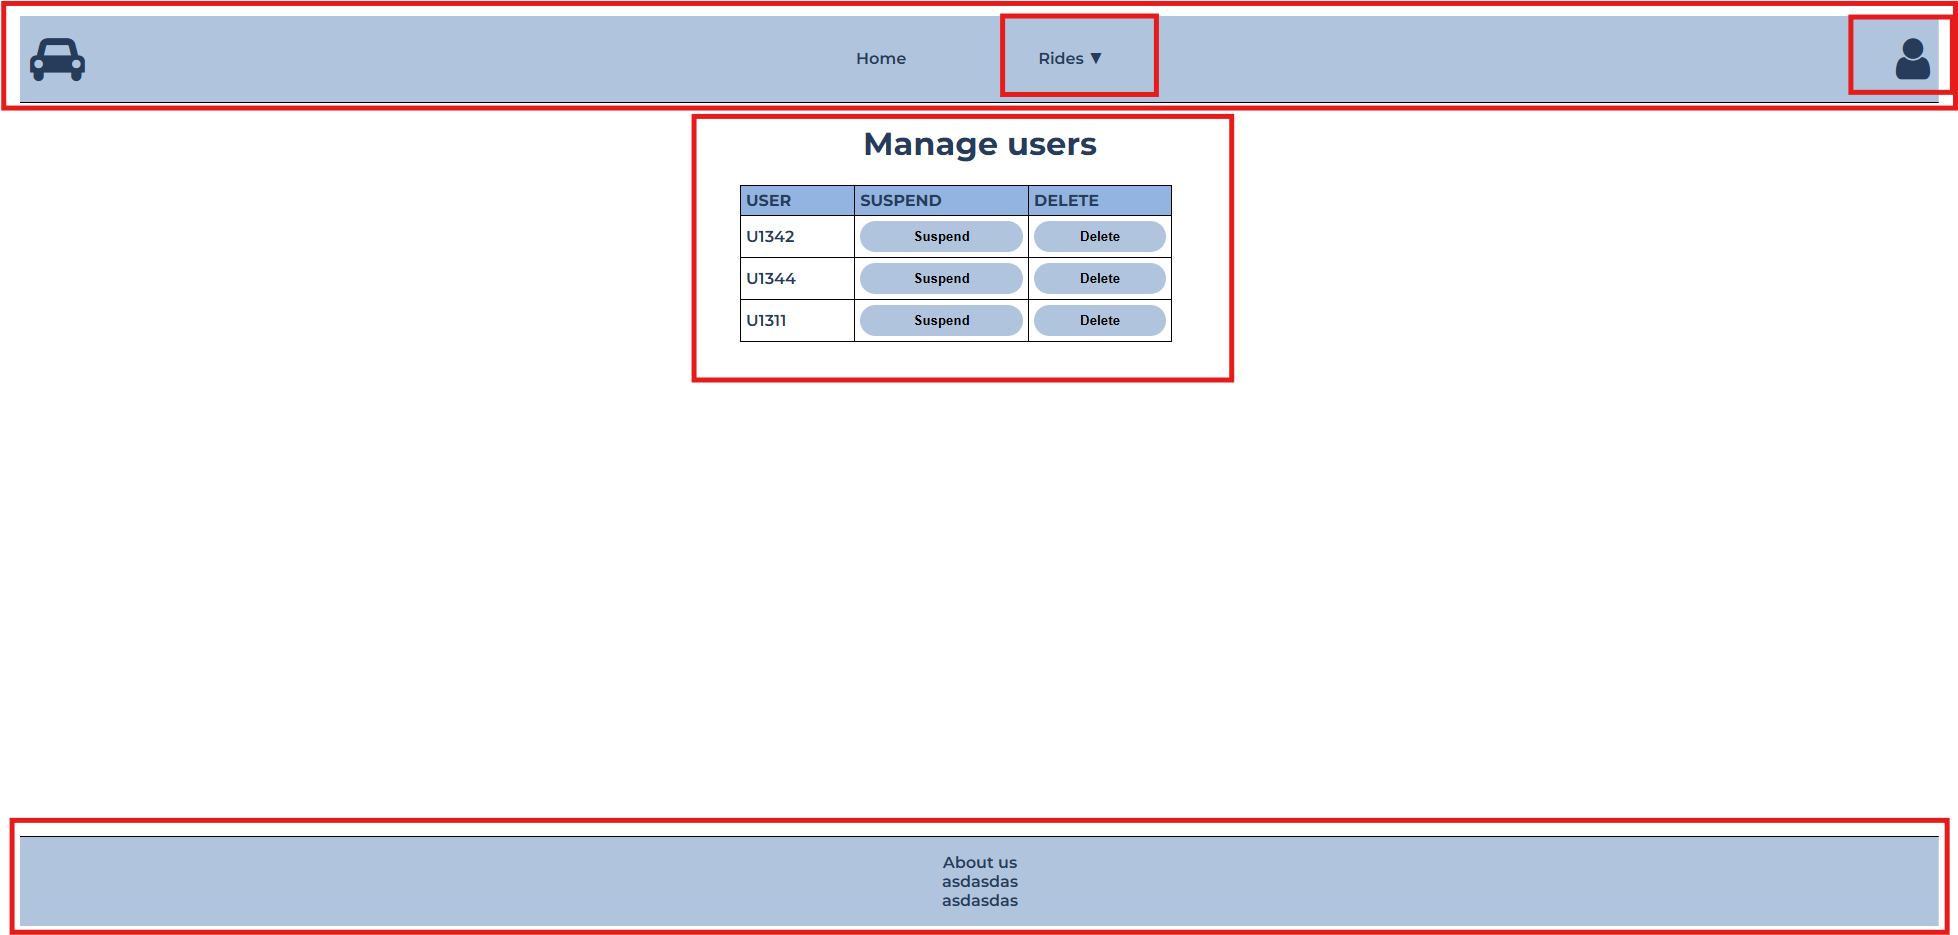 Home Rides ▼
Manage users
USER SUSPEND DELETE
U1342 Suspend Delete
U1344 Suspend Delete
U1311 Suspend Delete
About us
asdasdas
asdasdas